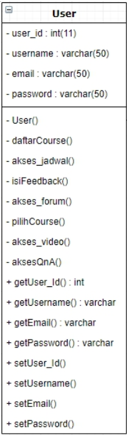 User
- user_id : int(11)
- username : varchar(50)
- email : varchar(50)
- password : varchar(50)
- User()
- daftarCourse()
- akses_jadwal()
- isiFeedback()
- akses_forum()
- pilihCourse()
- akses_video()
- aksesQnA()
+ getUser_Id() : int
+ getUsername() : varchar
+ getEmail() : varchar
+ getPassword() : varchar
+ setUser_Id()
+ setUsername()
+ setEmail()
+ setPassword()